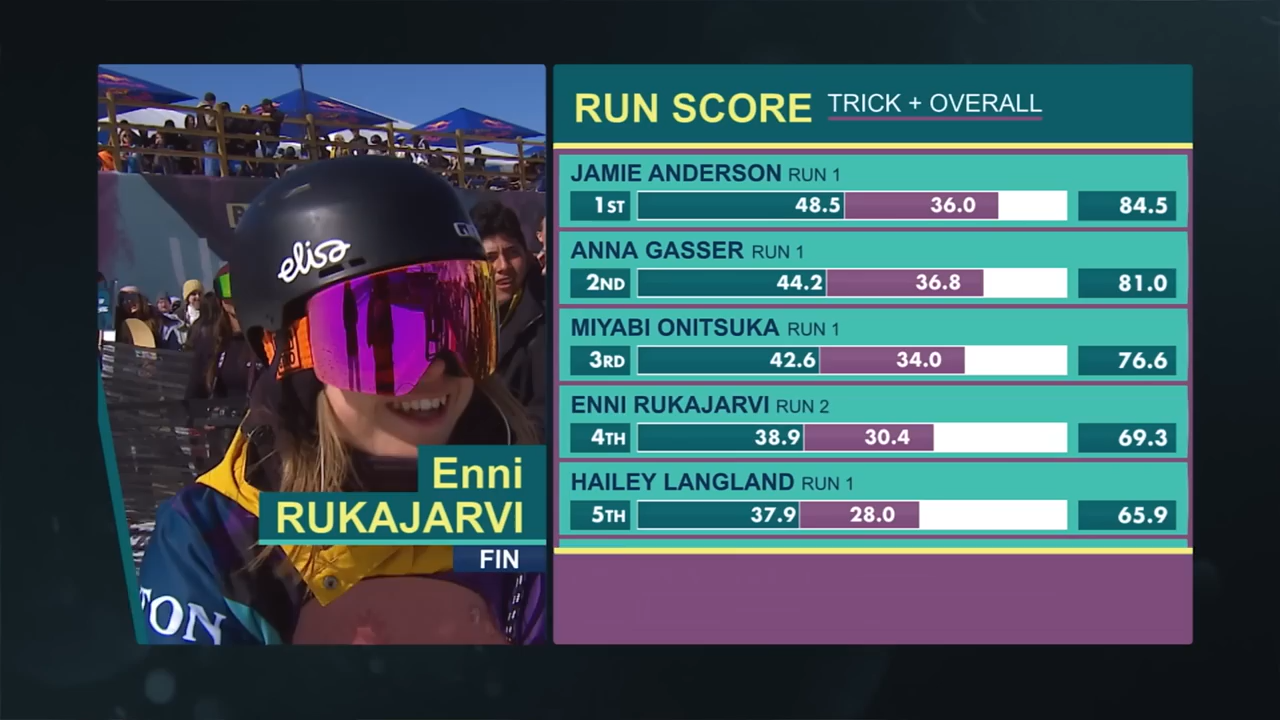 elisa
Enni
RUKAJARVI
FIN
TON
RUN SCORE TRICK + OVERALL
JAMIE ANDERSON RUN 1
1ST 48.5 36.0 84.5
ANNA GASSER RUN 1
2ND 44.2 36.8 81.0
MIYABI ONITSUKA RUN 1
3RD 42.6 34.0 76.6
ENNI RUKAJARVI RUN 2
4TH 38.9 30.4 69.3
HAILEY LANGLAND RUN 1
5TH 37.9 28.0 65.9